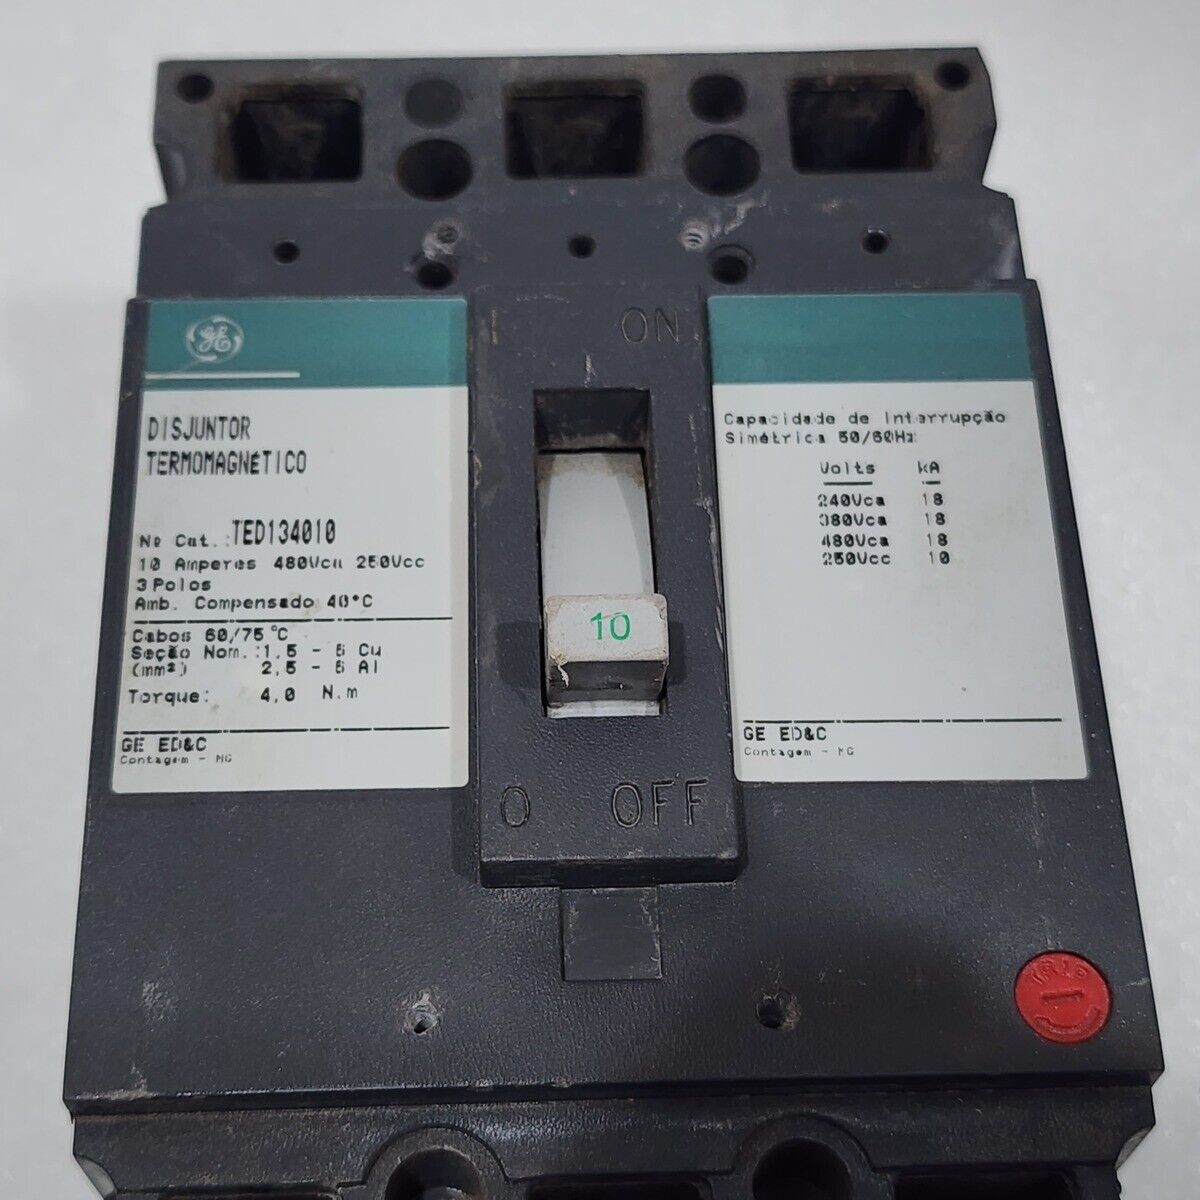 GE
DISJUNTOR
TERMOMAGNÉTICO
Nº Cat.: TED134010
10 Amperes 480Vca 250Vcc
3 Polos
Amb. Compensado 40°C
Cabos 60/75°C
Seção Nom.: 1,5 - 6 Cu
(mm²) 2,5 - 6 Al
Torque: 4,0 N.m
GE ED&C
Contagem - MG
I ON
10
O OFF
Capacidade de Interrupção
Simétrica 50/60Hz
Volts kA
240Vca 18
380Vca 18
480Vca 18
250Vcc 10
GE ED&C
Contagem - MG